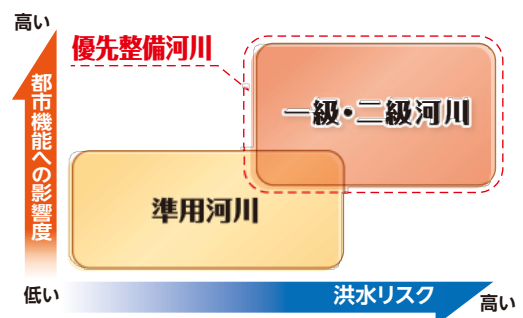 高い
優先整備河川
一級・二級河川
都市機能への影響度
準用河川
低い
洪水リスク
高い